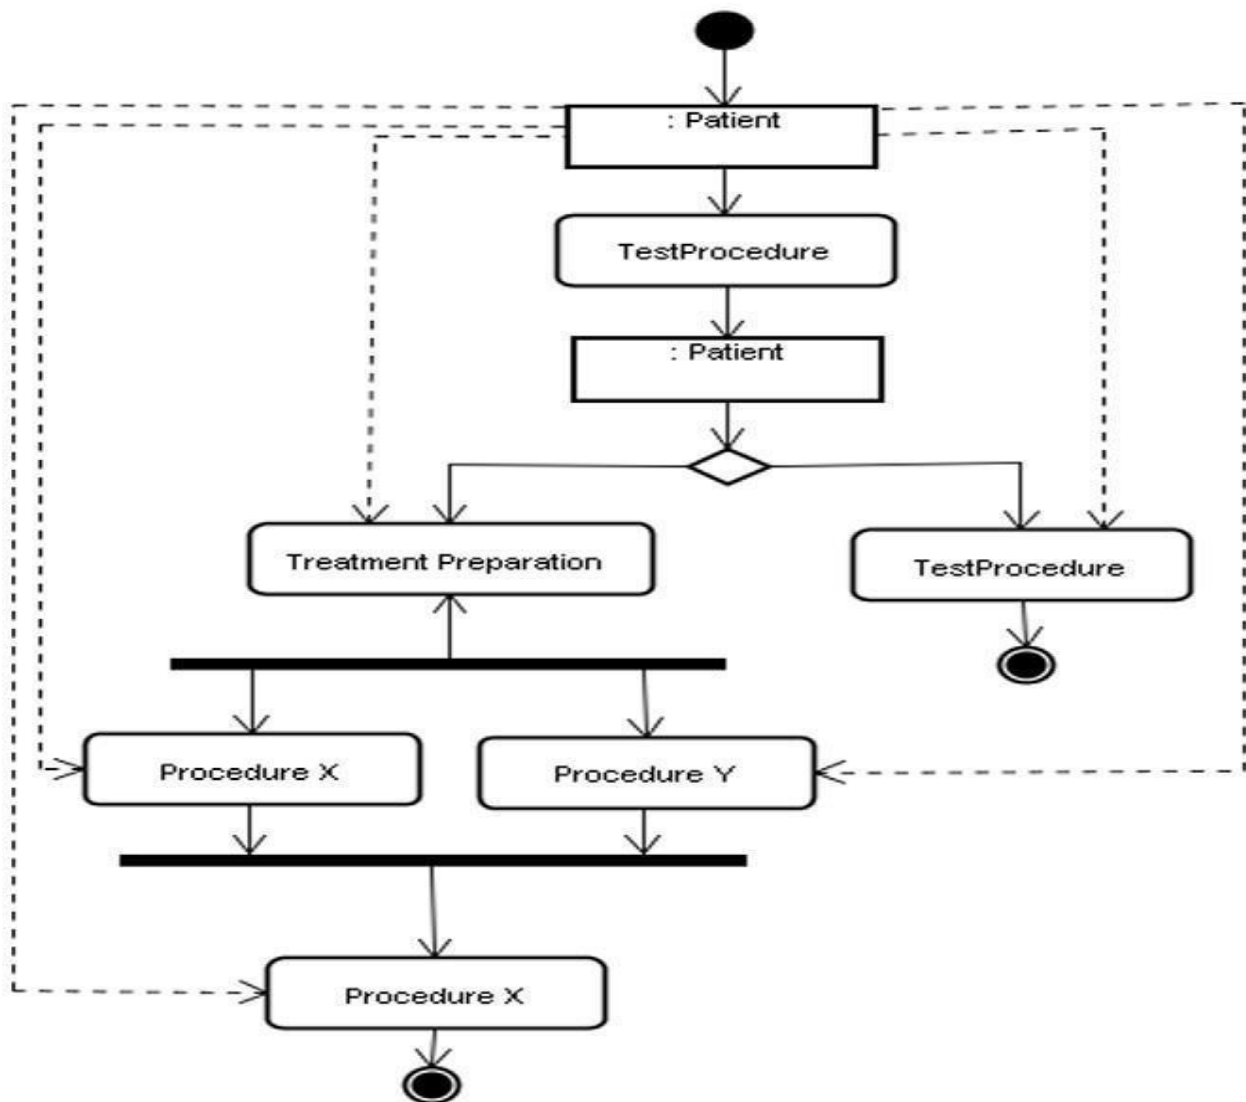 : Patient
TestProcedure
: Patient
Treatment Preparation
TestProcedure
Procedure X
Procedure Y
Procedure X